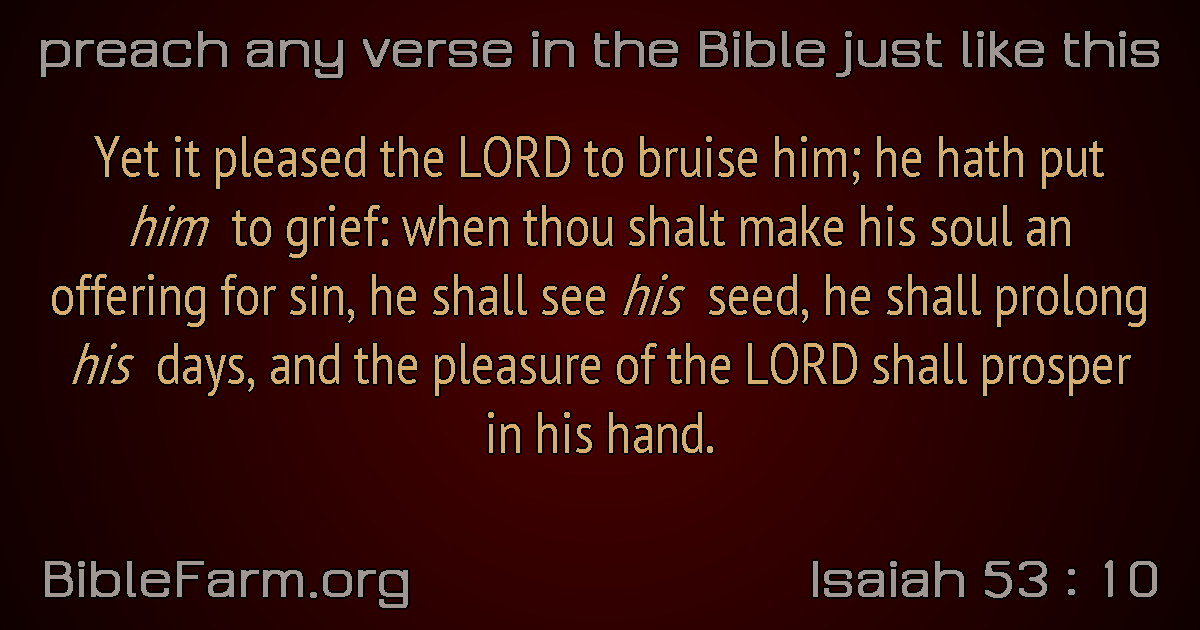 preach any verse in the Bible just like this
Yet it pleased the LORD to bruise him; he hath put
him to grief: when thou shalt make his soul an
offering for sin, he shall see his seed, he shall prolong
his days, and the pleasure of the LORD shall prosper
in his hand.
BibleFarm.org
Isaiah 53 : 10